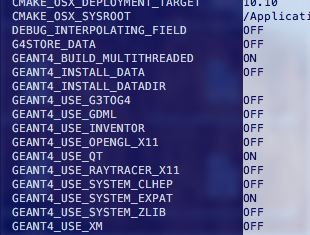 CMAKE_OSX_DEPLOYMENT_TARGET 10.10
CMAKE_OSX_SYSROOT /Applicati
DEBUG_INTERPOLATING_FIELD OFF
G4STORE_DATA OFF
GEANT4_BUILD_MULTITHREADED ON
GEANT4_INSTALL_DATA OFF
GEANT4_INSTALL_DATADIR
GEANT4_USE_G3TOG4 OFF
GEANT4_USE_GDML OFF
GEANT4_USE_INVENTOR OFF
GEANT4_USE_OPENGL_X11 OFF
GEANT4_USE_QT ON
GEANT4_USE_RAYTRACER_X11 OFF
GEANT4_USE_SYSTEM_CLHEP OFF
GEANT4_USE_SYSTEM_EXPAT ON
GEANT4_USE_SYSTEM_ZLIB OFF
GEANT4_USE_XM OFF